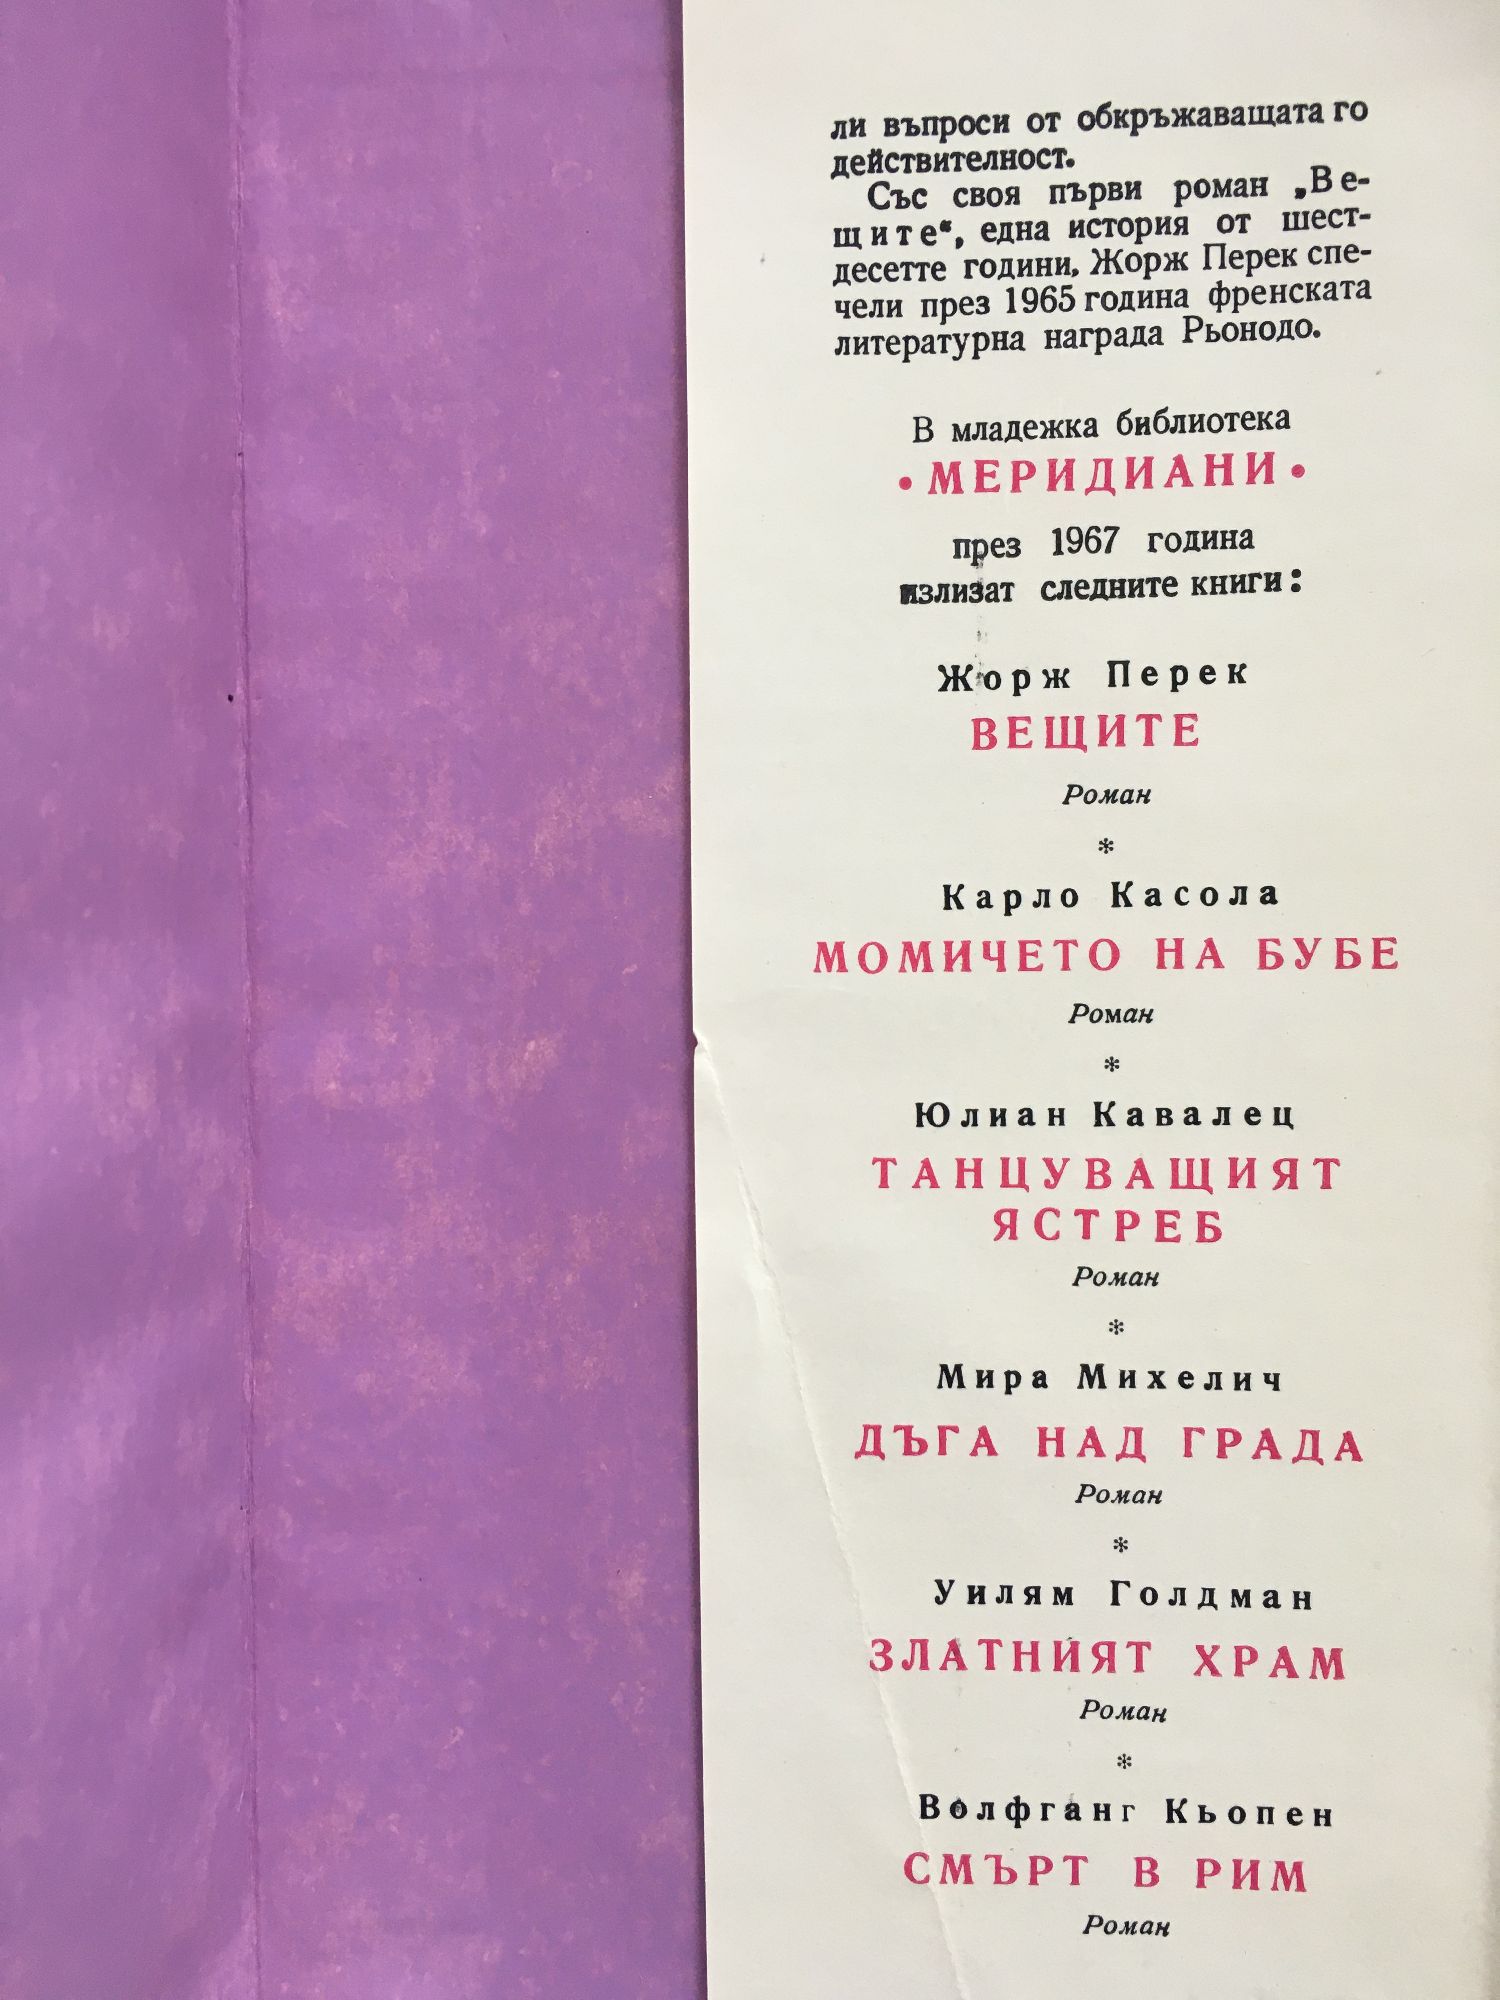 ли въпроси от обкръжаващата го
действителност.
Със своя първи роман „Ве-
щите“, една история от шест-
десетте години, Жорж Перек спе-
чели през 1965 година френската
литературна награда Рьонодо.
В младежка библиотека
• МЕРИДИАНИ •
през 1967 година
излизат следните книги:
Жорж Перек
ВЕЩИТЕ
Роман
*
Карло Касола
МОМИЧЕТО НА БУБЕ
Роман
*
Юлиан Кавалец
ТАНЦУВАЩИЯТ
ЯСТРЕБ
Роман
*
Мира Михелич
ДЪГА НАД ГРАДА
Роман
*
Уилям Голдман
ЗЛАТНИЯТ ХРАМ
Роман
*
Волфганг Кьопен
СМЪРТ В РИМ
Роман